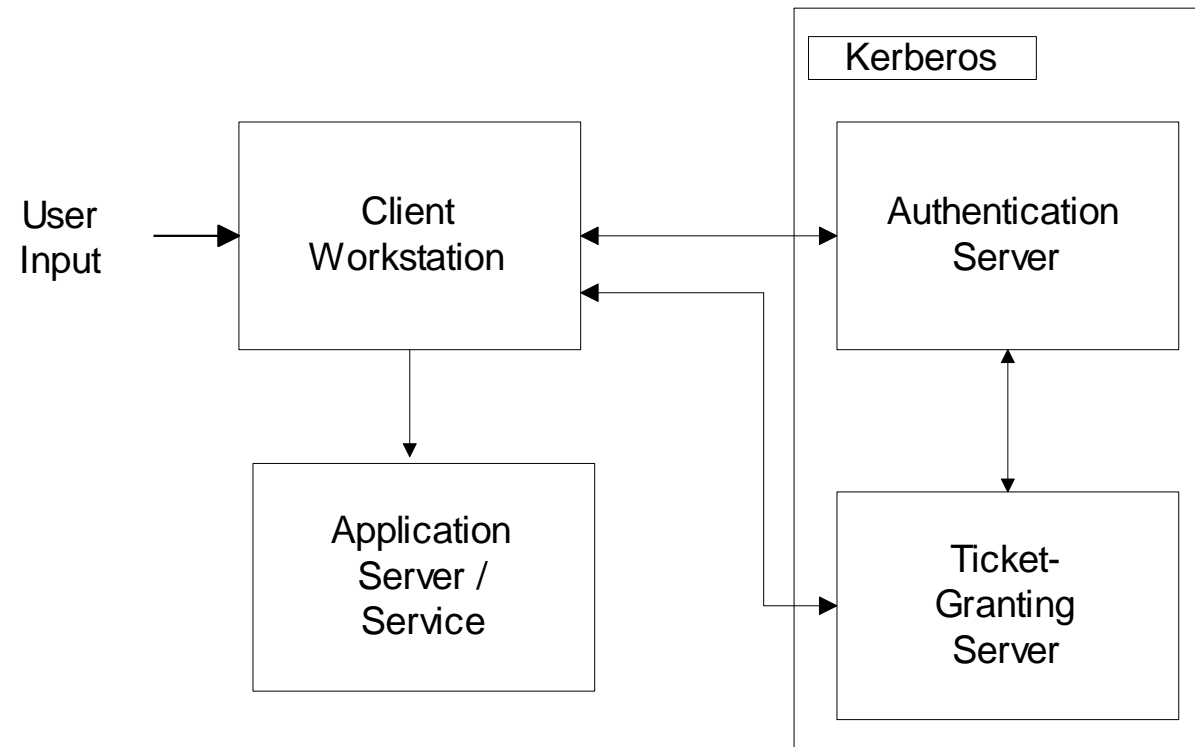 Kerberos
User
Input
Client
Workstation
Authentication
Server
Application
Server /
Service
Ticket-
Granting
Server